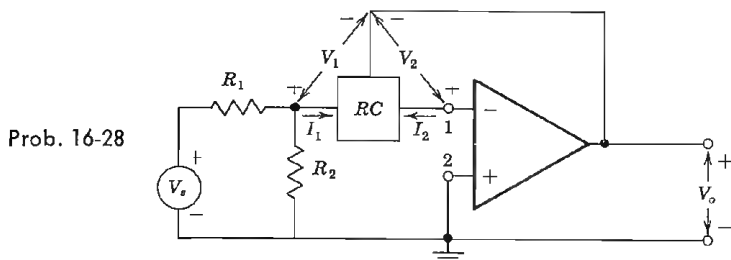 Prob. 16-28
− −
V₁ V₂
R₁ + RC + −
I₁ I₂ 1
R₂ 2 +
+ Vₛ −
+ Vₒ −